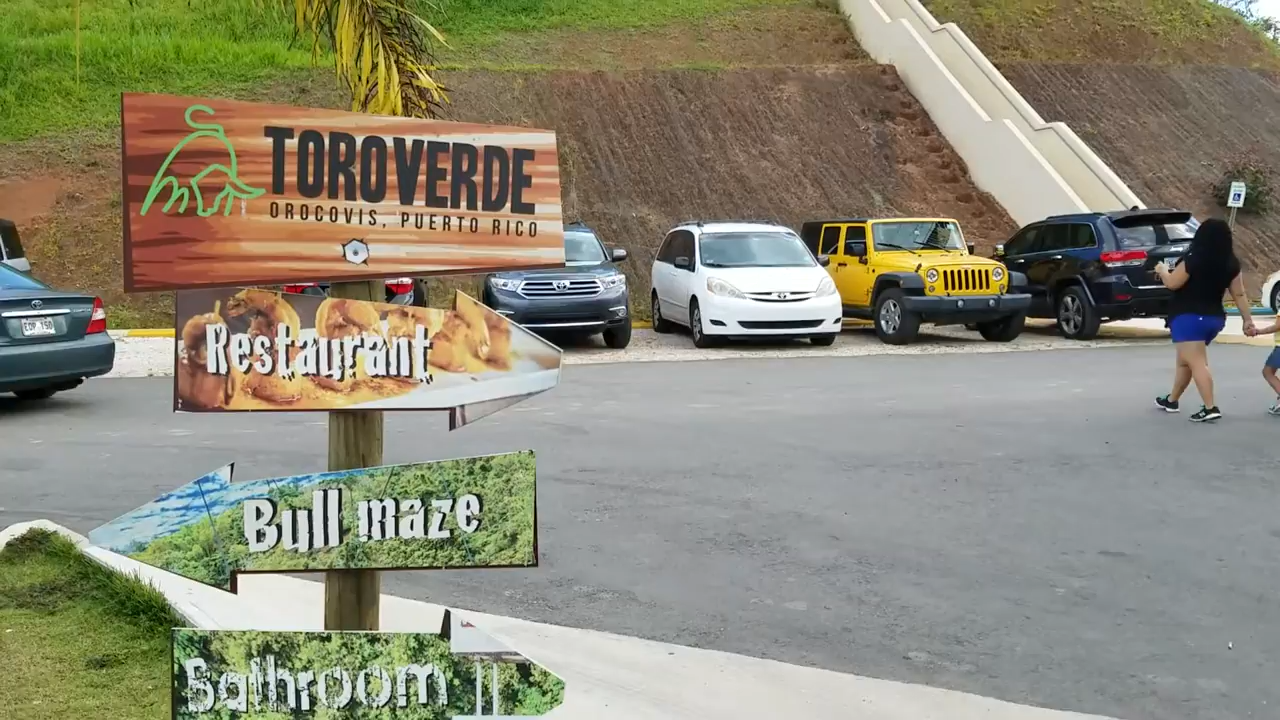 TOROVERDE
OROCOVIS, PUERTO RICO
Restaurant
Bull maze
Bathroom